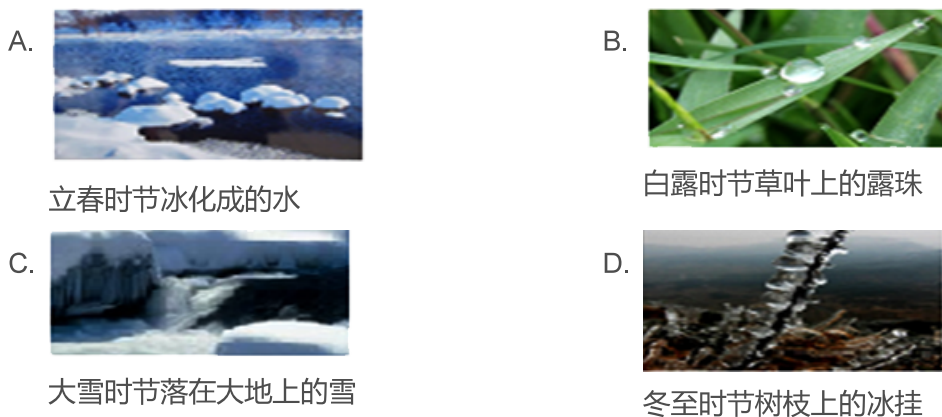 A.
B.
立春时节冰化成的水
白露时节草叶上的露珠
C.
D.
大雪时节落在大地上的雪
冬至时节树枝上的冰挂